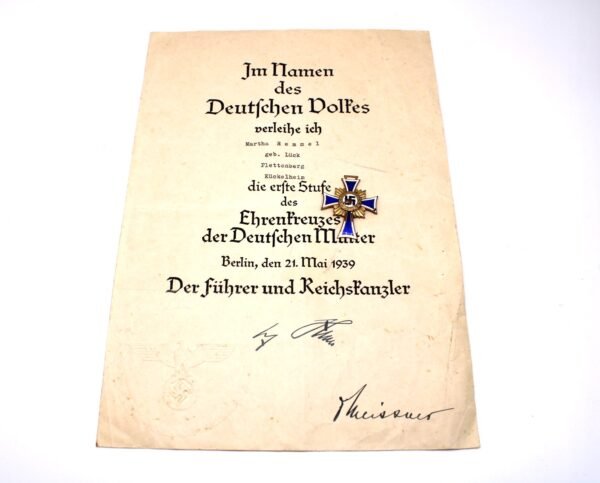 Im Namen
des
Deutschen Volkes
verleihe ich
Martha Hemmel
geb. Lück
Plettenberg
Kückelheim
die erste Stufe
des
Ehrenkreuzes
der Deutschen Mutter
Berlin, den 21. Mai 1939
Der Führer und Reichskanzler
Meissner